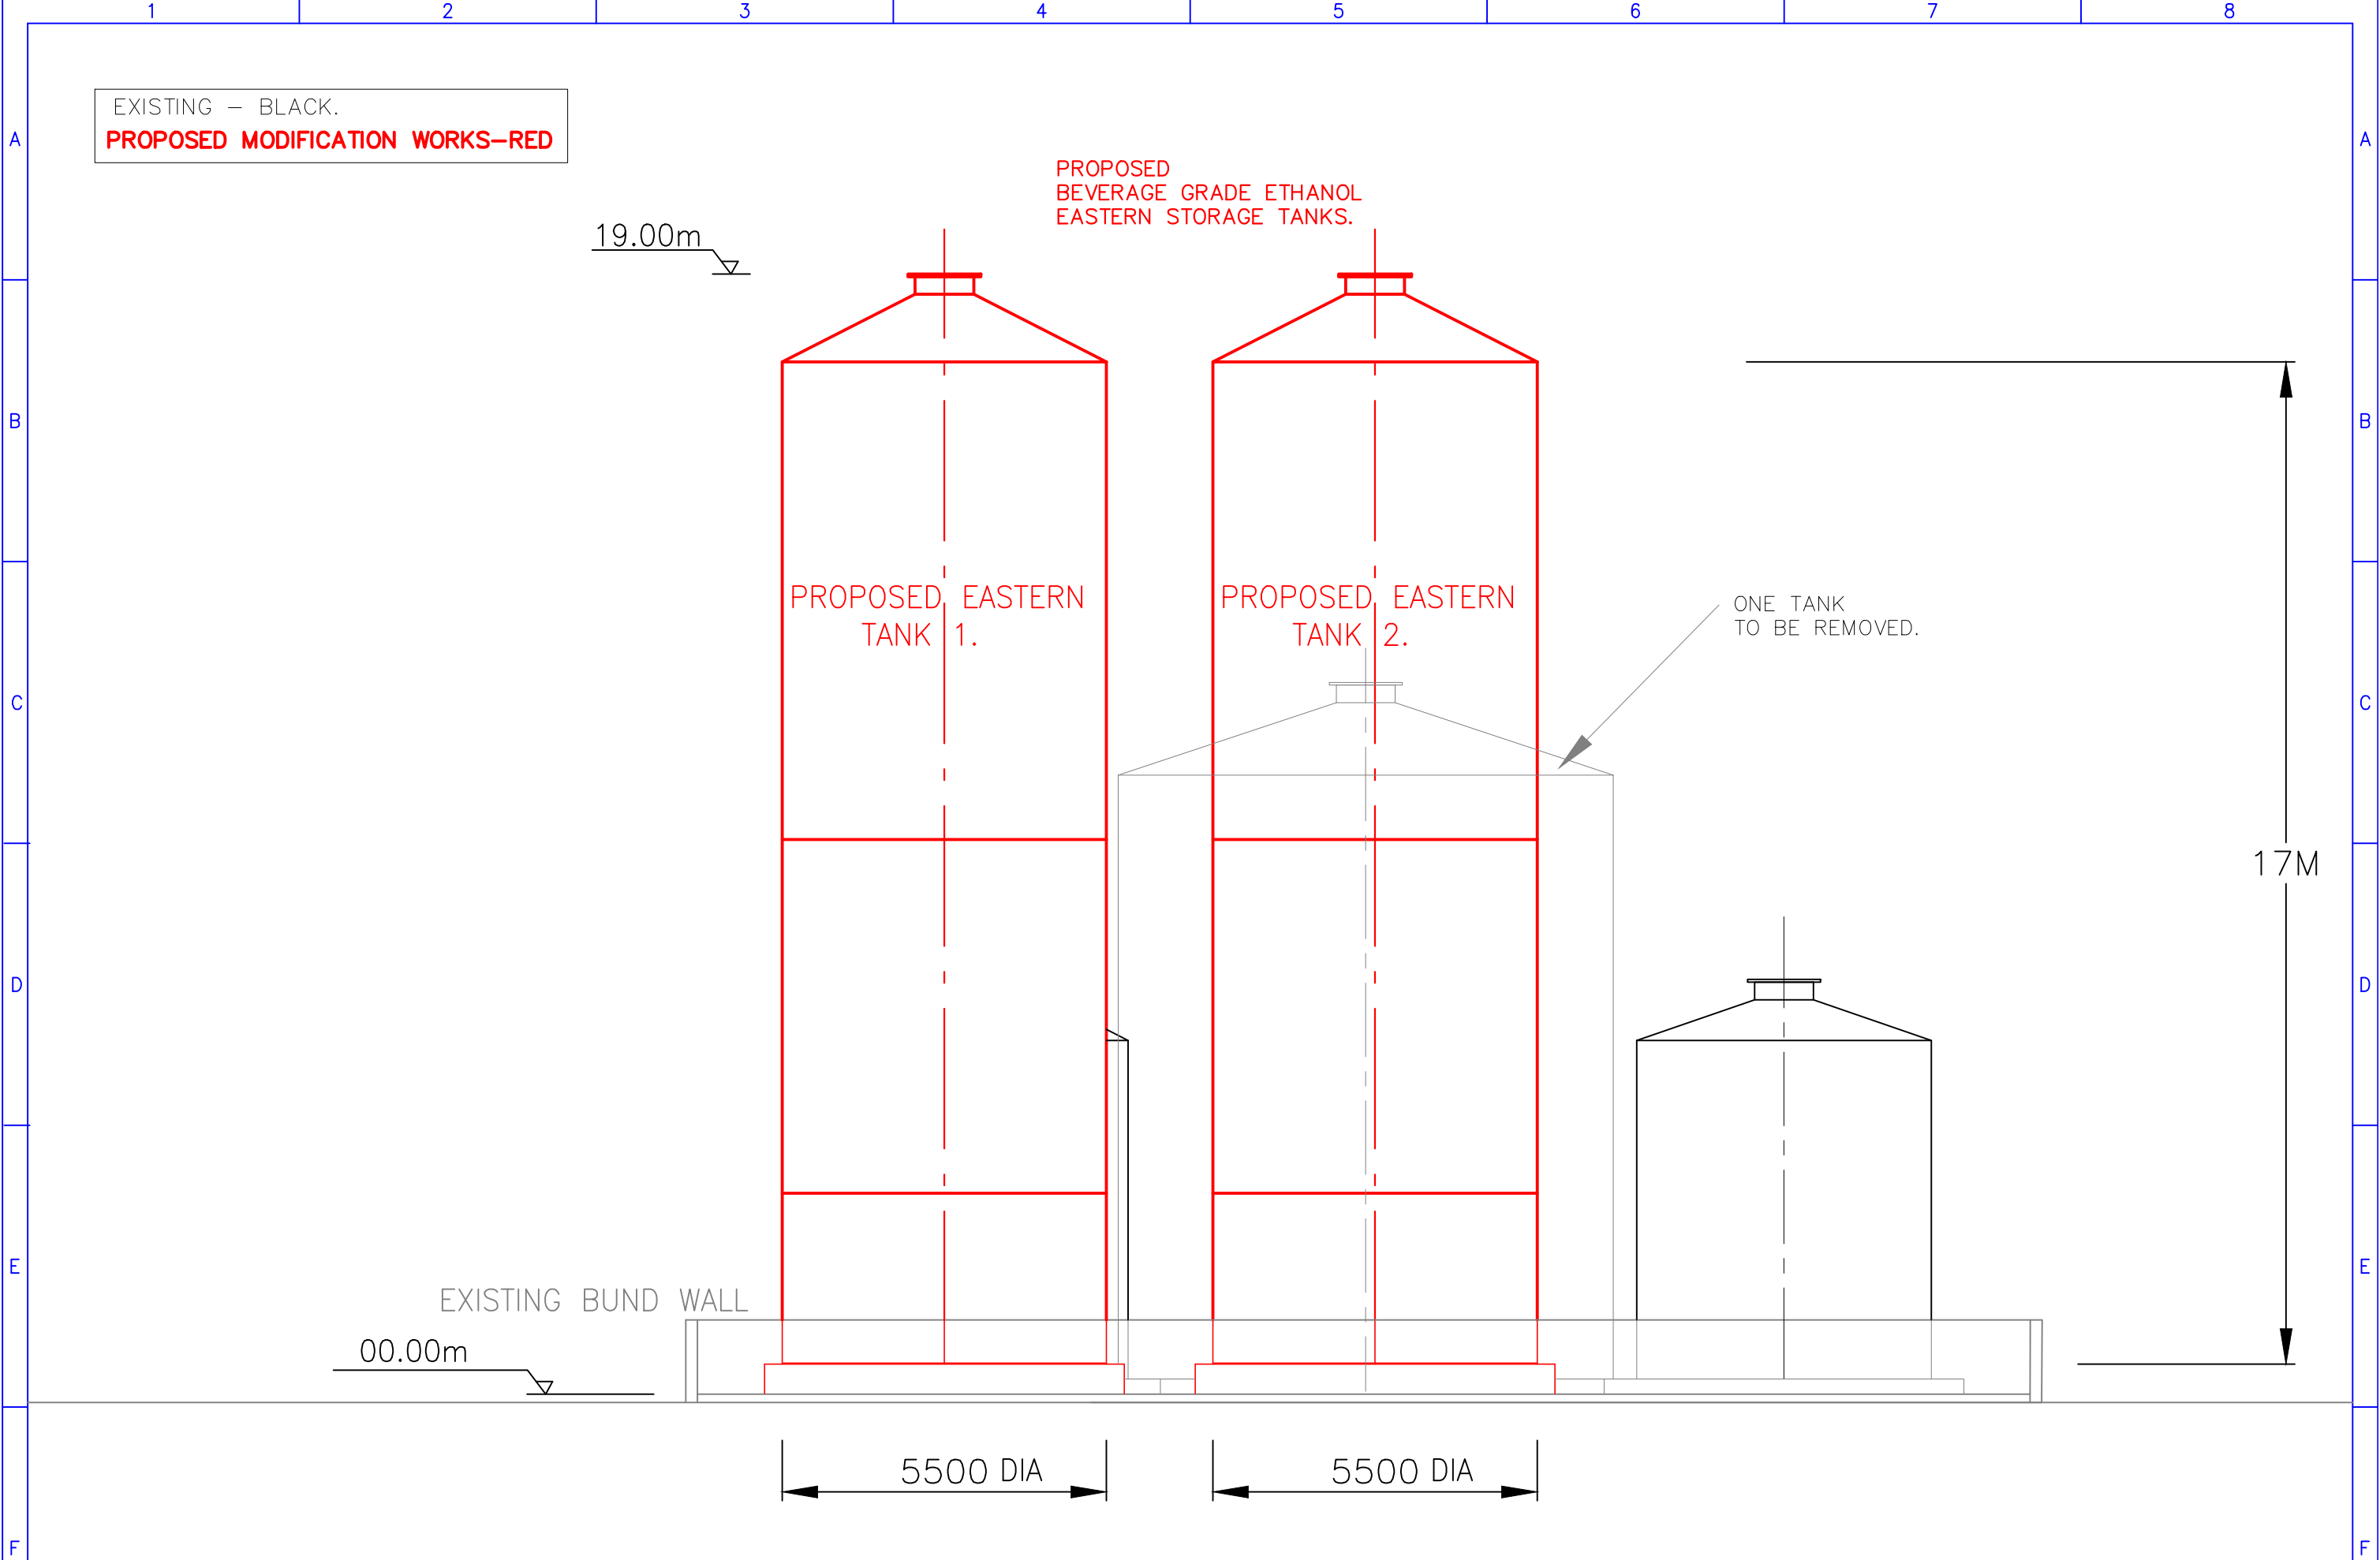 1 2 3 4 5 6 7 8
EXISTING - BLACK.
PROPOSED MODIFICATION WORKS-RED
A A
PROPOSED
BEVERAGE GRADE ETHANOL
EASTERN STORAGE TANKS.
19.00m
B B
PROPOSED EASTERN
TANK 1.
PROPOSED EASTERN
TANK 2.
ONE TANK
TO BE REMOVED.
C C
17M
D D
E E
EXISTING BUND WALL
00.00m
5500 DIA
5500 DIA
F F